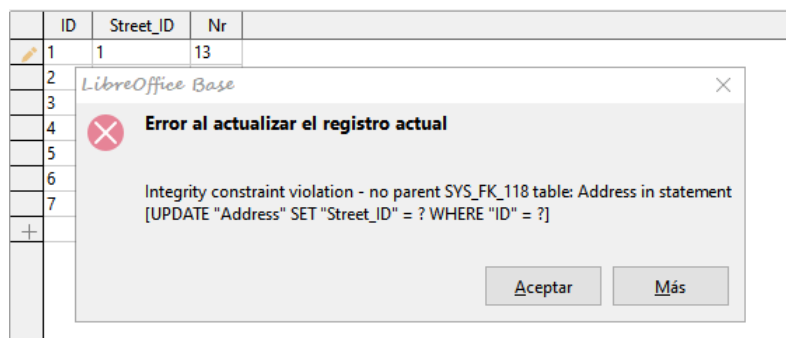 ID Street_ID Nr
1 1 13
2
LibreOffice Base
3
Error al actualizar el registro actual
4
5
6
Integrity constraint violation - no parent SYS_FK_118 table: Address in statement
7
[UPDATE "Address" SET "Street_ID" = ? WHERE "ID" = ?]
Aceptar Más